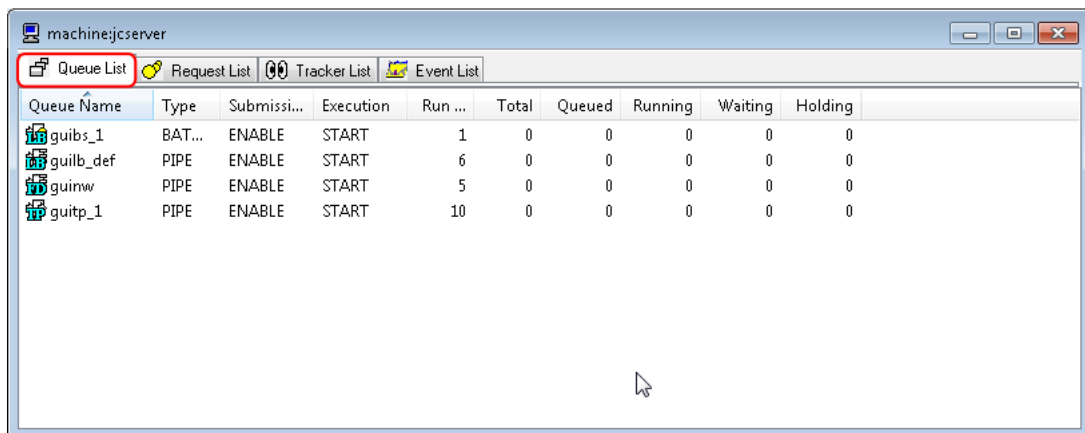 machine:jcserver
Queue List Request List Tracker List Event List
Queue Name Type Submissi... Execution Run ... Total Queued Running Waiting Holding
guibs_1 BAT... ENABLE START 1 0 0 0 0 0
guilb_def PIPE ENABLE START 6 0 0 0 0 0
guinw PIPE ENABLE START 5 0 0 0 0 0
guitp_1 PIPE ENABLE START 10 0 0 0 0 0